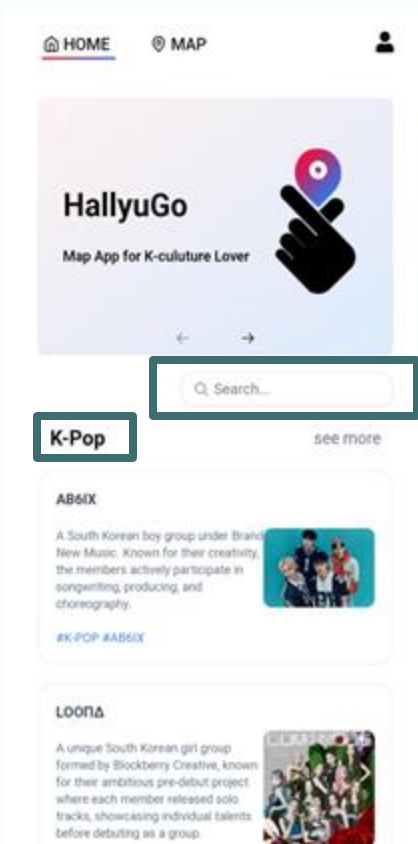 HOME
MAP
HallyuGo
Map App for K-culuture Lover
Search...
K-Pop
see more
AB6IX
A South Korean boy group under Brand
New Music. Known for their creativity,
the members actively participate in
songwriting, producing, and
choreography.
#K-POP #AB6IX
LOOΠΔ
A unique South Korean girl group
formed by Blockberry Creative, known
for their ambitious pre-debut project
where each member released solo
tracks, showcasing individual talents
before debuting as a group.